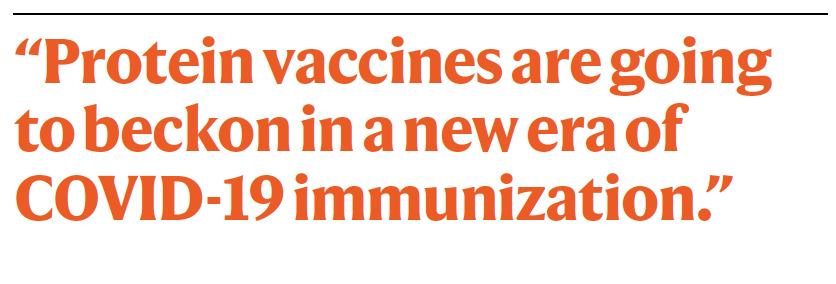 “Protein vaccines are going
to beckon in a new era of
COVID-19 immunization.”